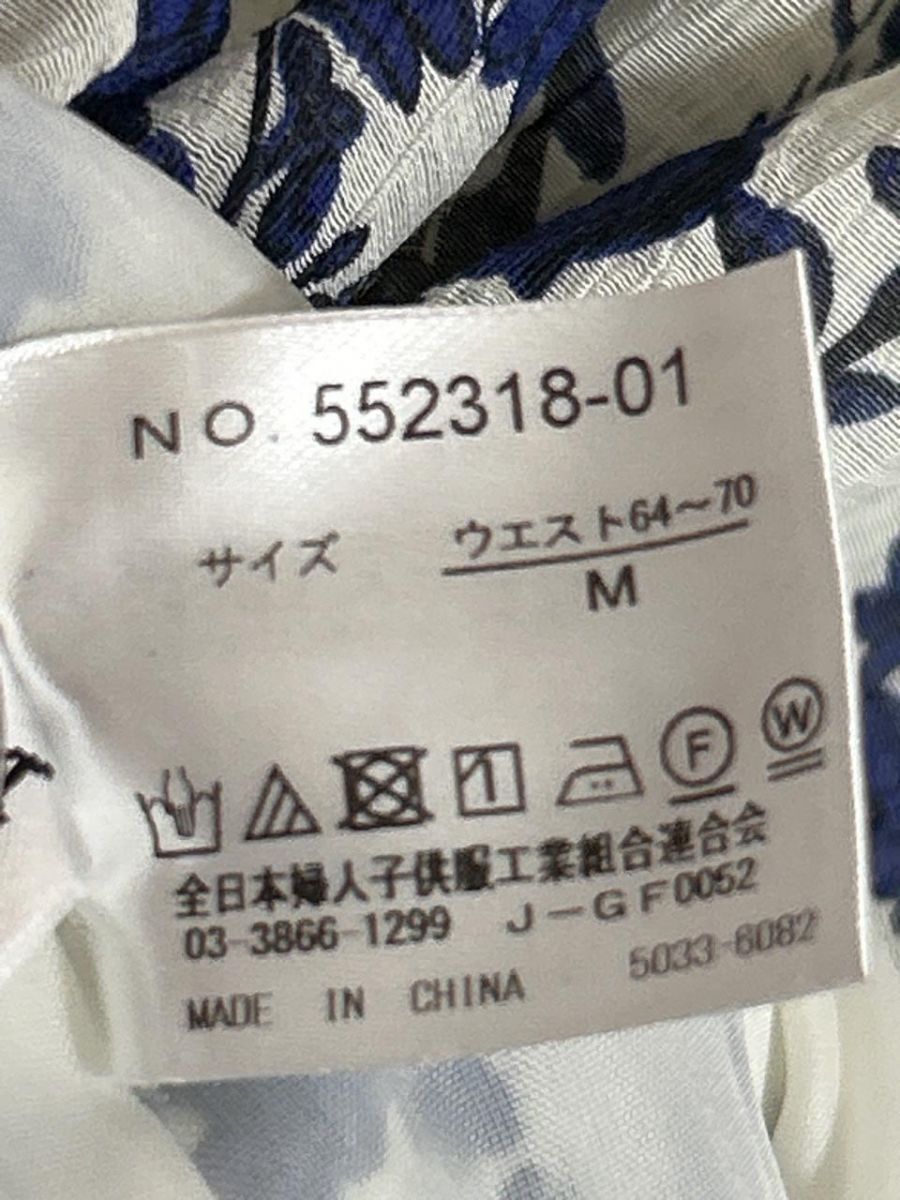 NO. 552318-01
サイズ ウエスト64～70
M
F W
全日本婦人子供服工業組合連合会
03-3866-1299 J-GF0052
MADE IN CHINA 5033-6082